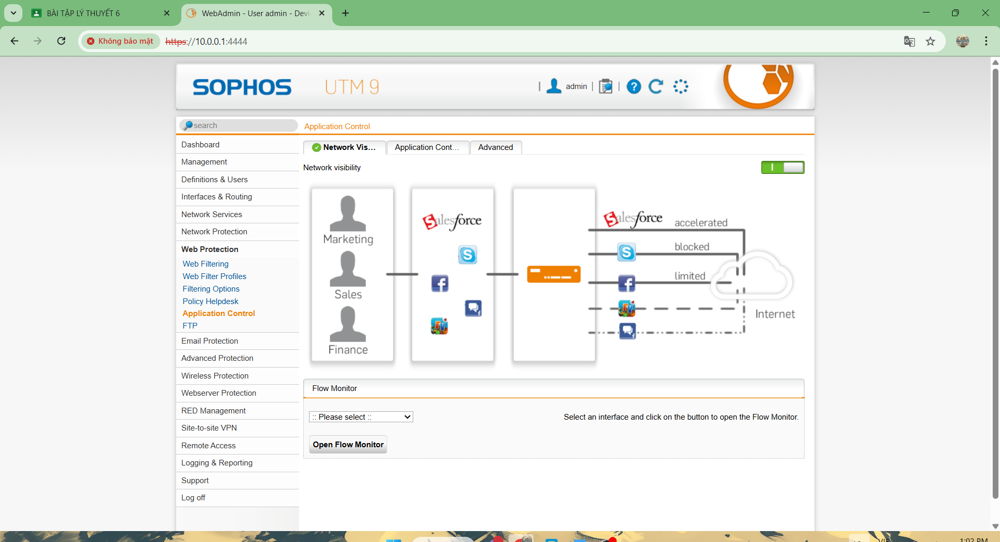 BÀI TẬP LÝ THUYẾT 6
WebAdmin - User admin - Devi
Không bảo mật
https://10.0.0.1:4444
SOPHOS UTM 9
| admin | |
search
Application Control
Dashboard
Management
Definitions & Users
Interfaces & Routing
Network Services
Network Protection
Web Protection
Web Filtering
Web Filter Profiles
Filtering Options
Policy Helpdesk
Application Control
FTP
Email Protection
Advanced Protection
Wireless Protection
Webserver Protection
RED Management
Site-to-site VPN
Remote Access
Logging & Reporting
Support
Log off
Network Vis...
Application Cont...
Advanced
Network visibility
Marketing
Sales
Finance
Salesforce
Salesforce
accelerated
blocked
limited
Internet
Flow Monitor
:: Please select ::
Select an interface and click on the button to open the Flow Monitor.
Open Flow Monitor
VIE
1:02 PM